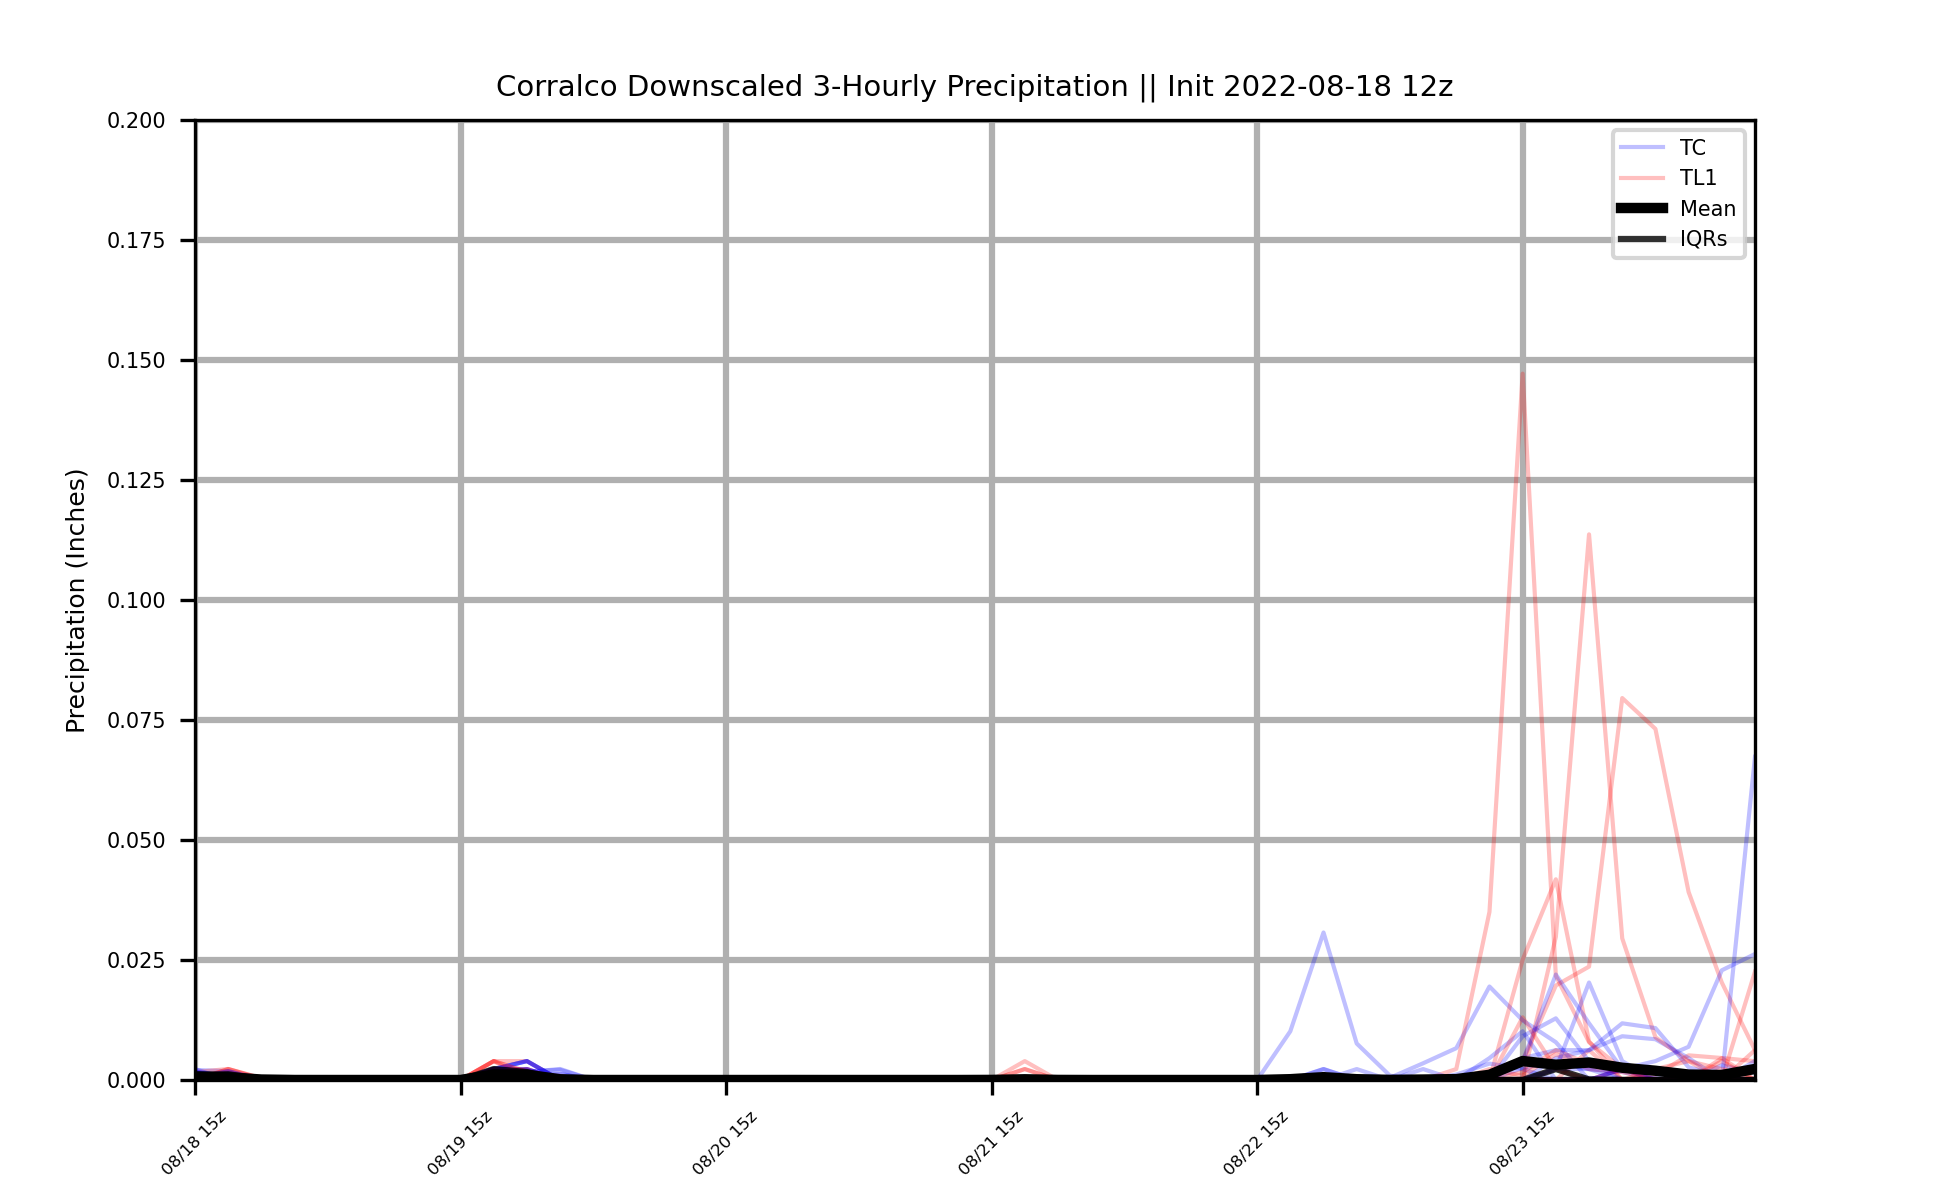 Corralco Downscaled 3-Hourly Precipitation || Init 2022-08-18 12z
0.200
0.175
0.150
0.125
0.100
0.075
0.050
0.025
0.000
Precipitation (Inches)
TC
TL1
Mean
IQRs
08/18 15z
08/19 15z
08/20 15z
08/21 15z
08/22 15z
08/23 15z